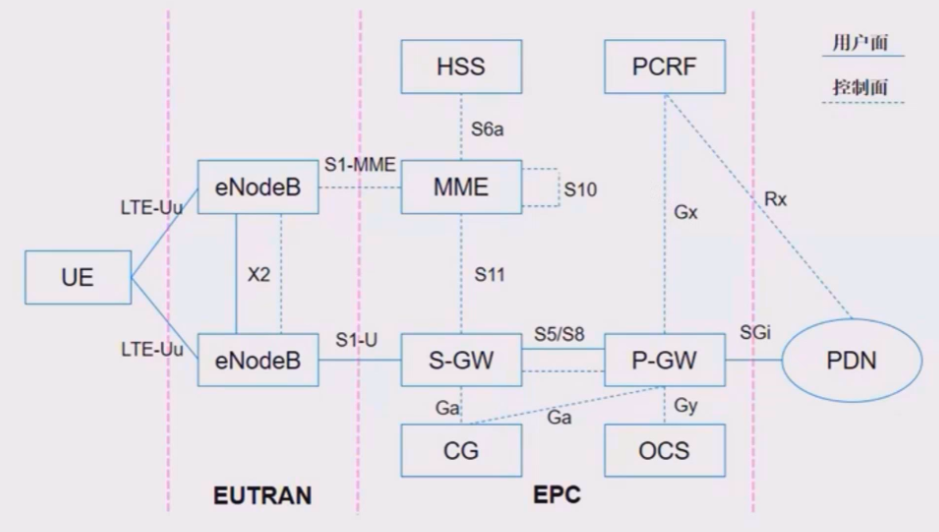 HSS
PCRF
用户面
控制面
S6a
S1-MME
eNodeB
MME
S10
LTE-Uu
Gx
Rx
UE
X2
S11
LTE-Uu
S1-U
S5/S8
SGi
eNodeB
S-GW
P-GW
PDN
Ga
Ga
Gy
CG
OCS
EUTRAN
EPC